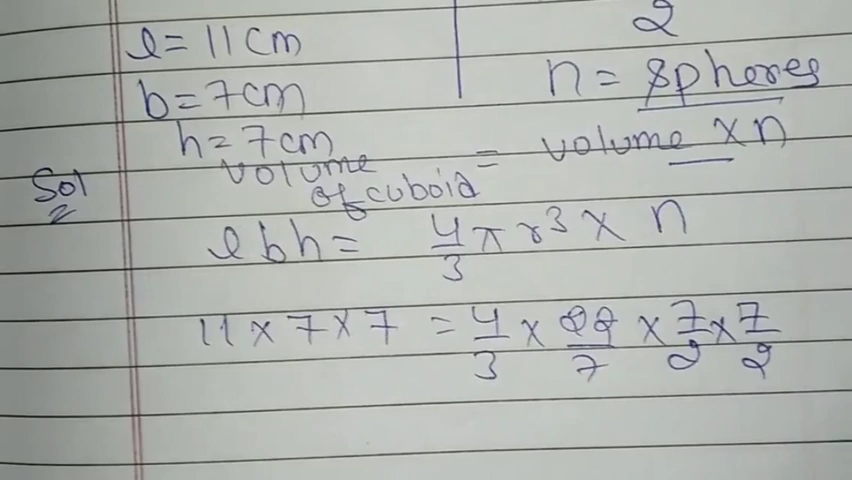 l = 11 cm
2
b = 7 cm
n = spheres
h = 7 cm
Sol
volume of cuboid = volume × n
l b h = 4/3 π r³ × n
11 × 7 × 7 = 4/3 × 22/7 × 7/2 × 7/2